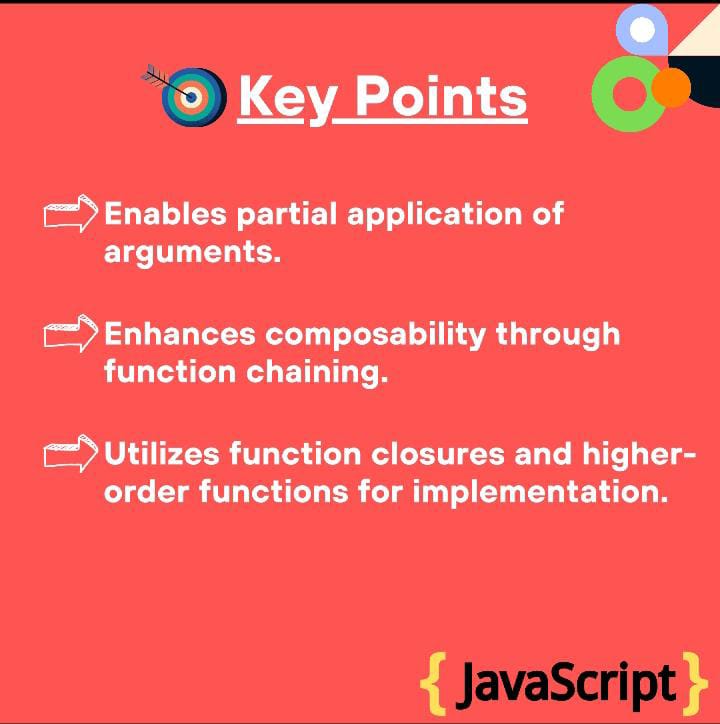 Key Points
Enables partial application of
arguments.
Enhances composability through
function chaining.
Utilizes function closures and higher-
order functions for implementation.
{ JavaScript }